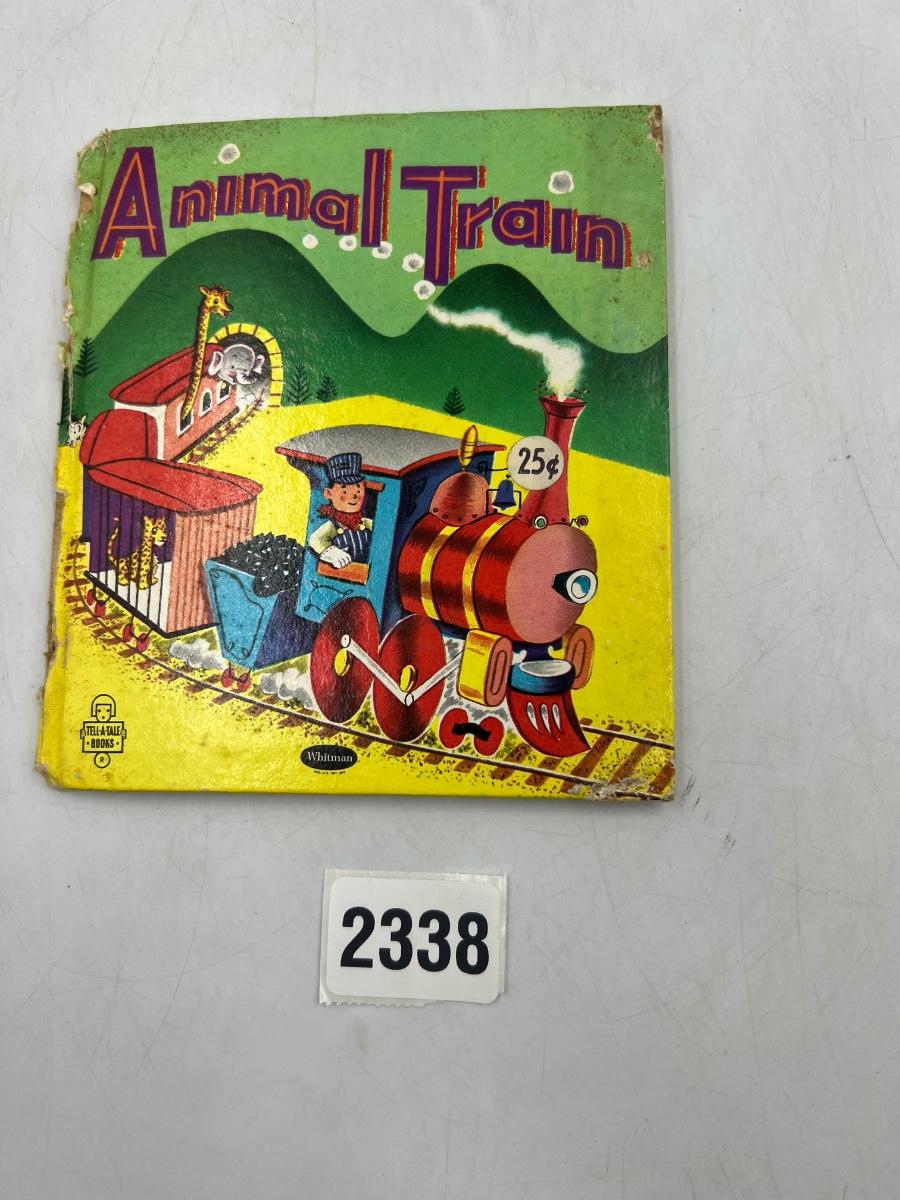 Animal Train
25¢
TELL-A-TALE
BOOKS
®
Whitman
2338